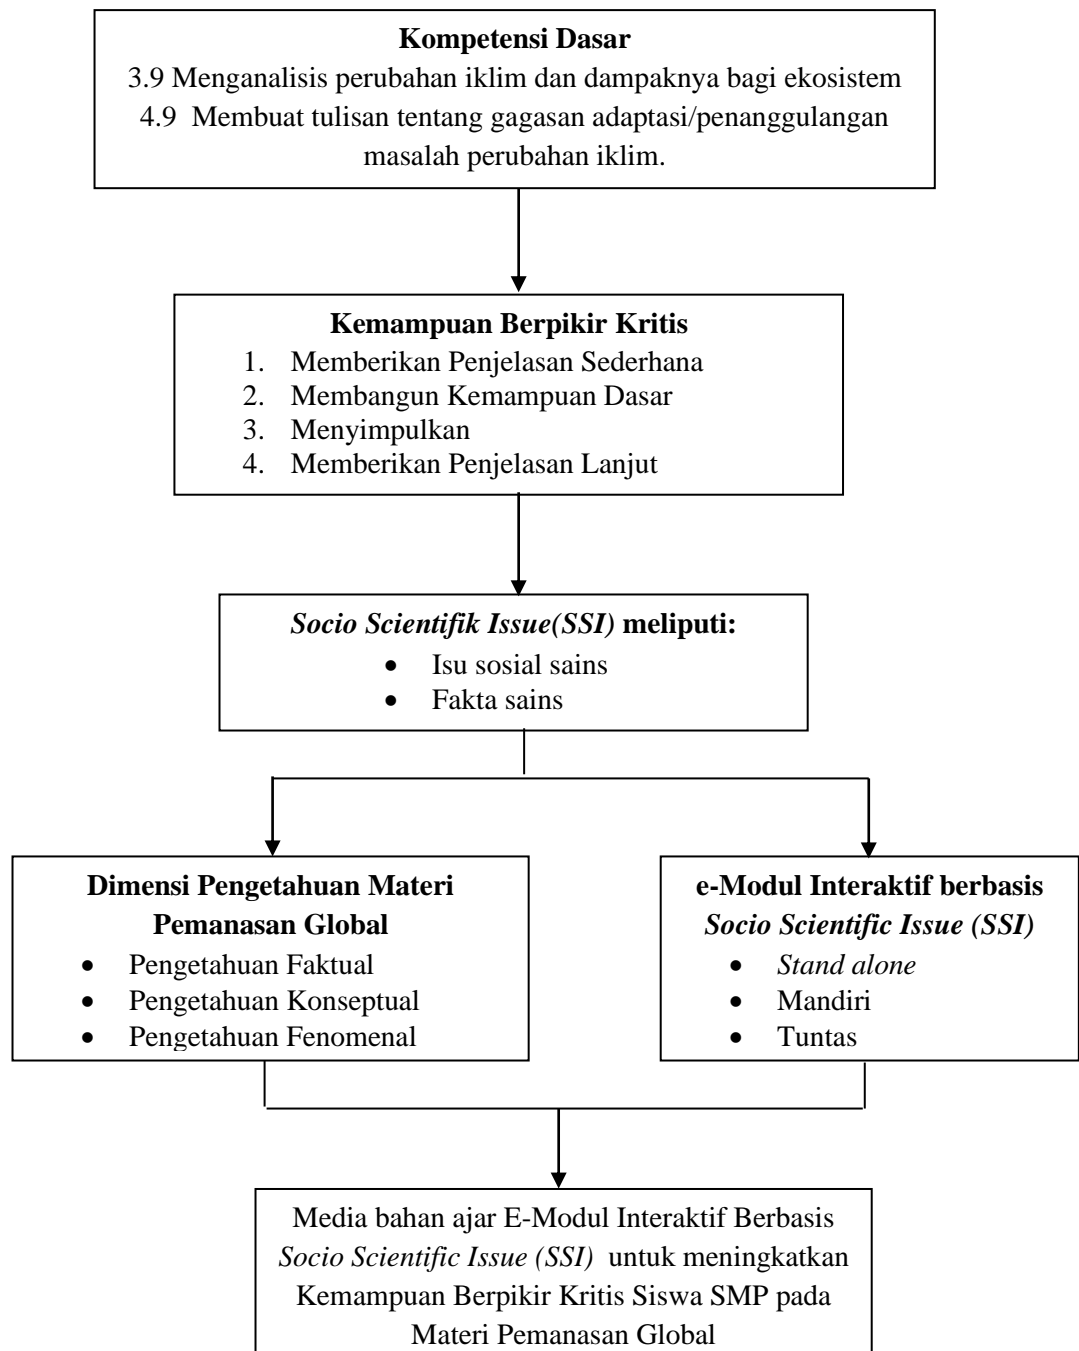 Kompetensi Dasar
3.9 Menganalisis perubahan iklim dan dampaknya bagi ekosistem
4.9 Membuat tulisan tentang gagasan adaptasi/penanggulangan
masalah perubahan iklim.
Kemampuan Berpikir Kritis
1. Memberikan Penjelasan Sederhana
2. Membangun Kemampuan Dasar
3. Menyimpulkan
4. Memberikan Penjelasan Lanjut
Socio Scientifik Issue(SSI) meliputi:
• Isu sosial sains
• Fakta sains
Dimensi Pengetahuan Materi
Pemanasan Global
• Pengetahuan Faktual
• Pengetahuan Konseptual
• Pengetahuan Fenomenal
e-Modul Interaktif berbasis
Socio Scientific Issue (SSI)
• Stand alone
• Mandiri
• Tuntas
Media bahan ajar E-Modul Interaktif Berbasis
Socio Scientific Issue (SSI) untuk meningkatkan
Kemampuan Berpikir Kritis Siswa SMP pada
Materi Pemanasan Global